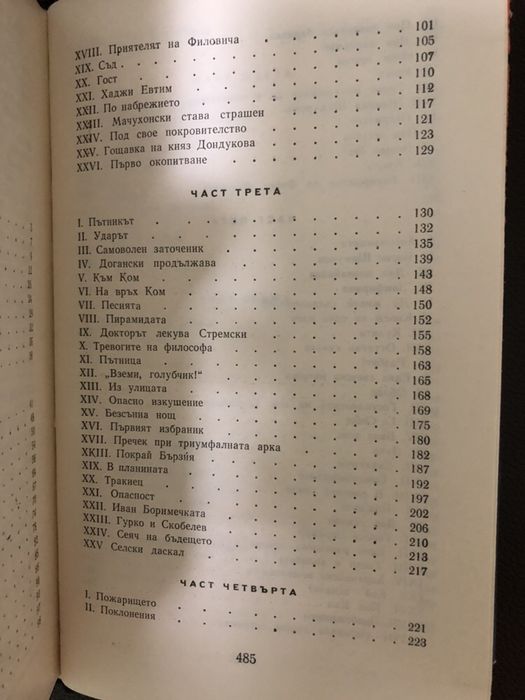 XVIII. Приятелят на Филовича 101
XIX. Съд 105
XX. Гост 107
XXI. Хаджи Евтим 110
XXII. По набрежието 112
XXIII. Мачухонски става страшен 117
XXIV. Под свое покровителство 121
XXV. Гощавка на княз Дондукова 123
XXVI. Първо окопитване 129
ЧАСТ ТРЕТА
I. Пътникът 130
II. Ударът 132
III. Самоволен заточеник 135
IV. Догански продължава 139
V. Към Ком 143
VI. На връх Ком 148
VII. Песнята 150
VIII. Пирамидата 152
IX. Докторът лекува Стремски 155
X. Тревогите на философа 158
XI. Пътница 163
XII. „Вземи, голубчик!“ 165
XIII. Из улицата 168
XIV. Опасно изкушение 169
XV. Безсънна нощ 175
XVI. Първият избраник 180
XVII. Пречек при триумфалната арка 182
XXIII. Покрай Бързия 187
XIX. В планината 192
XX. Тракиец 197
XXI. Опасност 202
XXII. Иван Боримечката 206
XXIII. Гурко и Скобелев 210
XXIV. Сеяч на бъдещето 213
XXV Селски даскал 217
ЧАСТ ЧЕТВЪРТА
I. Пожарището 221
II. Поклонения 223
485